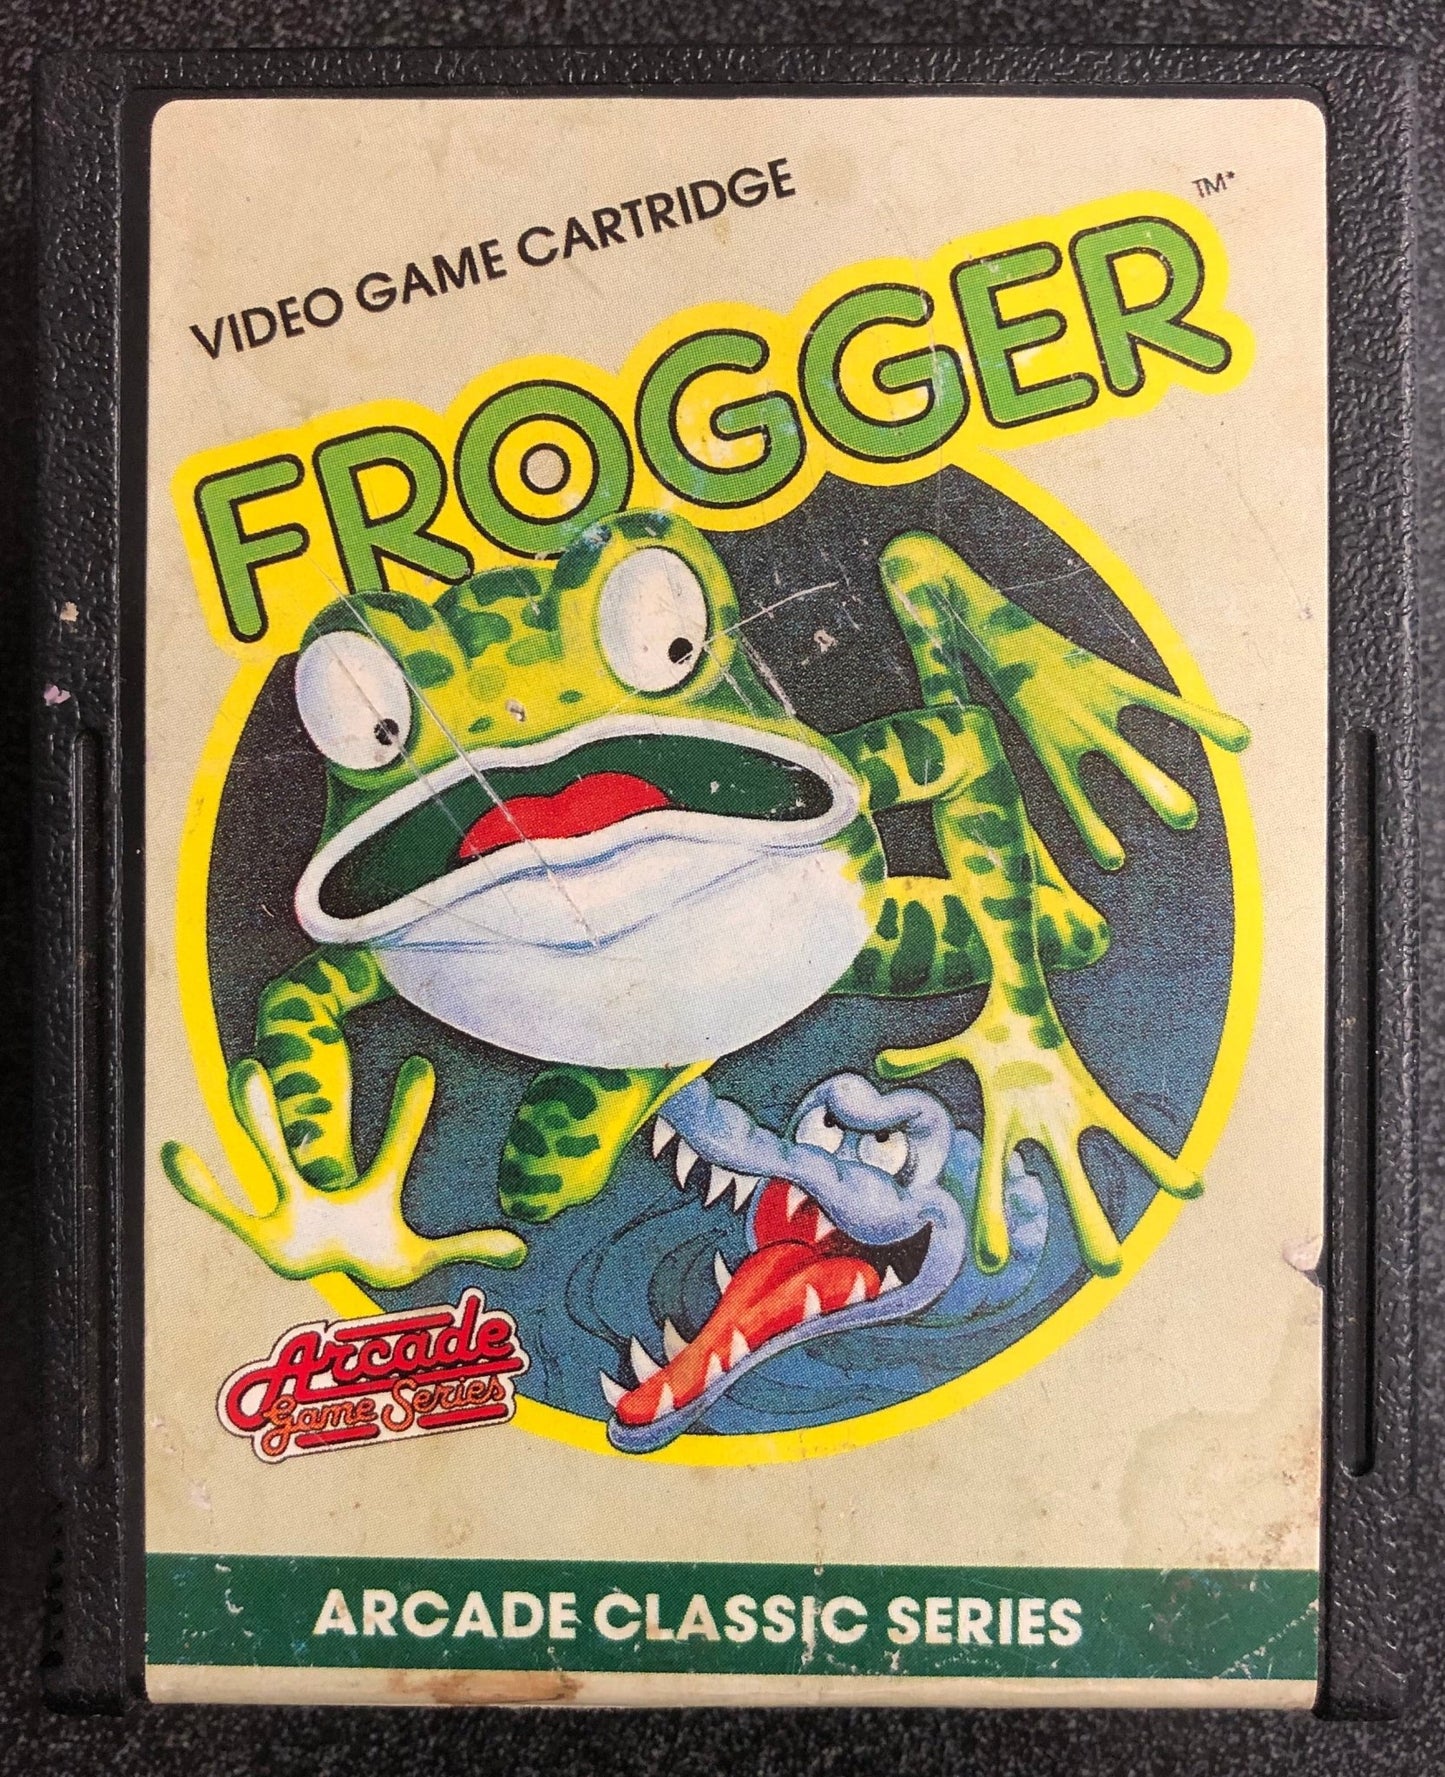 VIDEO GAME CARTRIDGE
FROGGER
TM*
Arcade
Game Series
ARCADE CLASSIC SERIES